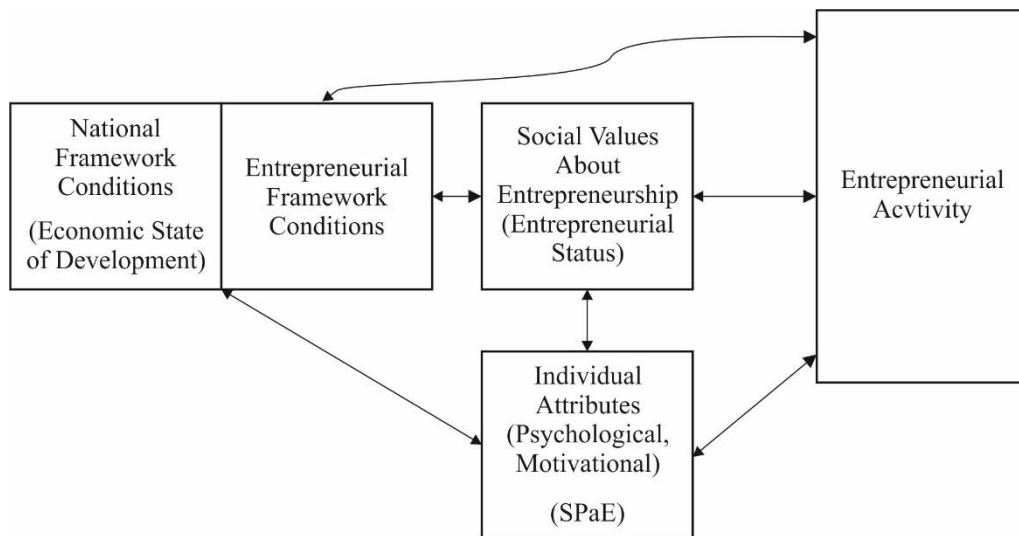 National
Framework
Conditions
(Economic State
of Development)
Entrepreneurial
Framework
Conditions
Social Values
About
Entrepreneurship
(Entrepreneurial
Status)
Entrepreneurial
Acvtivity
Individual
Attributes
(Psychological,
Motivational)
(SPaE)